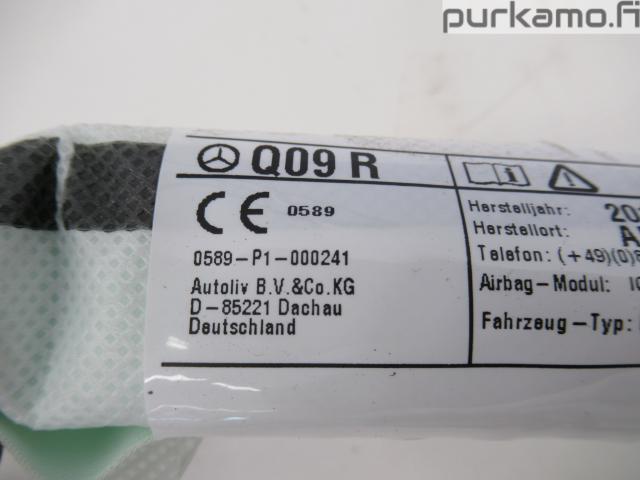 purkamo.fi
Q09 R
CE 0589
0589-P1-000241
Autoliv B.V.&Co.KG
D-85221 Dachau
Deutschland
Herstelljahr:
Herstellort:
Telefon: (+49)(0)
Airbag-Modul:
Fahrzeug-Typ: